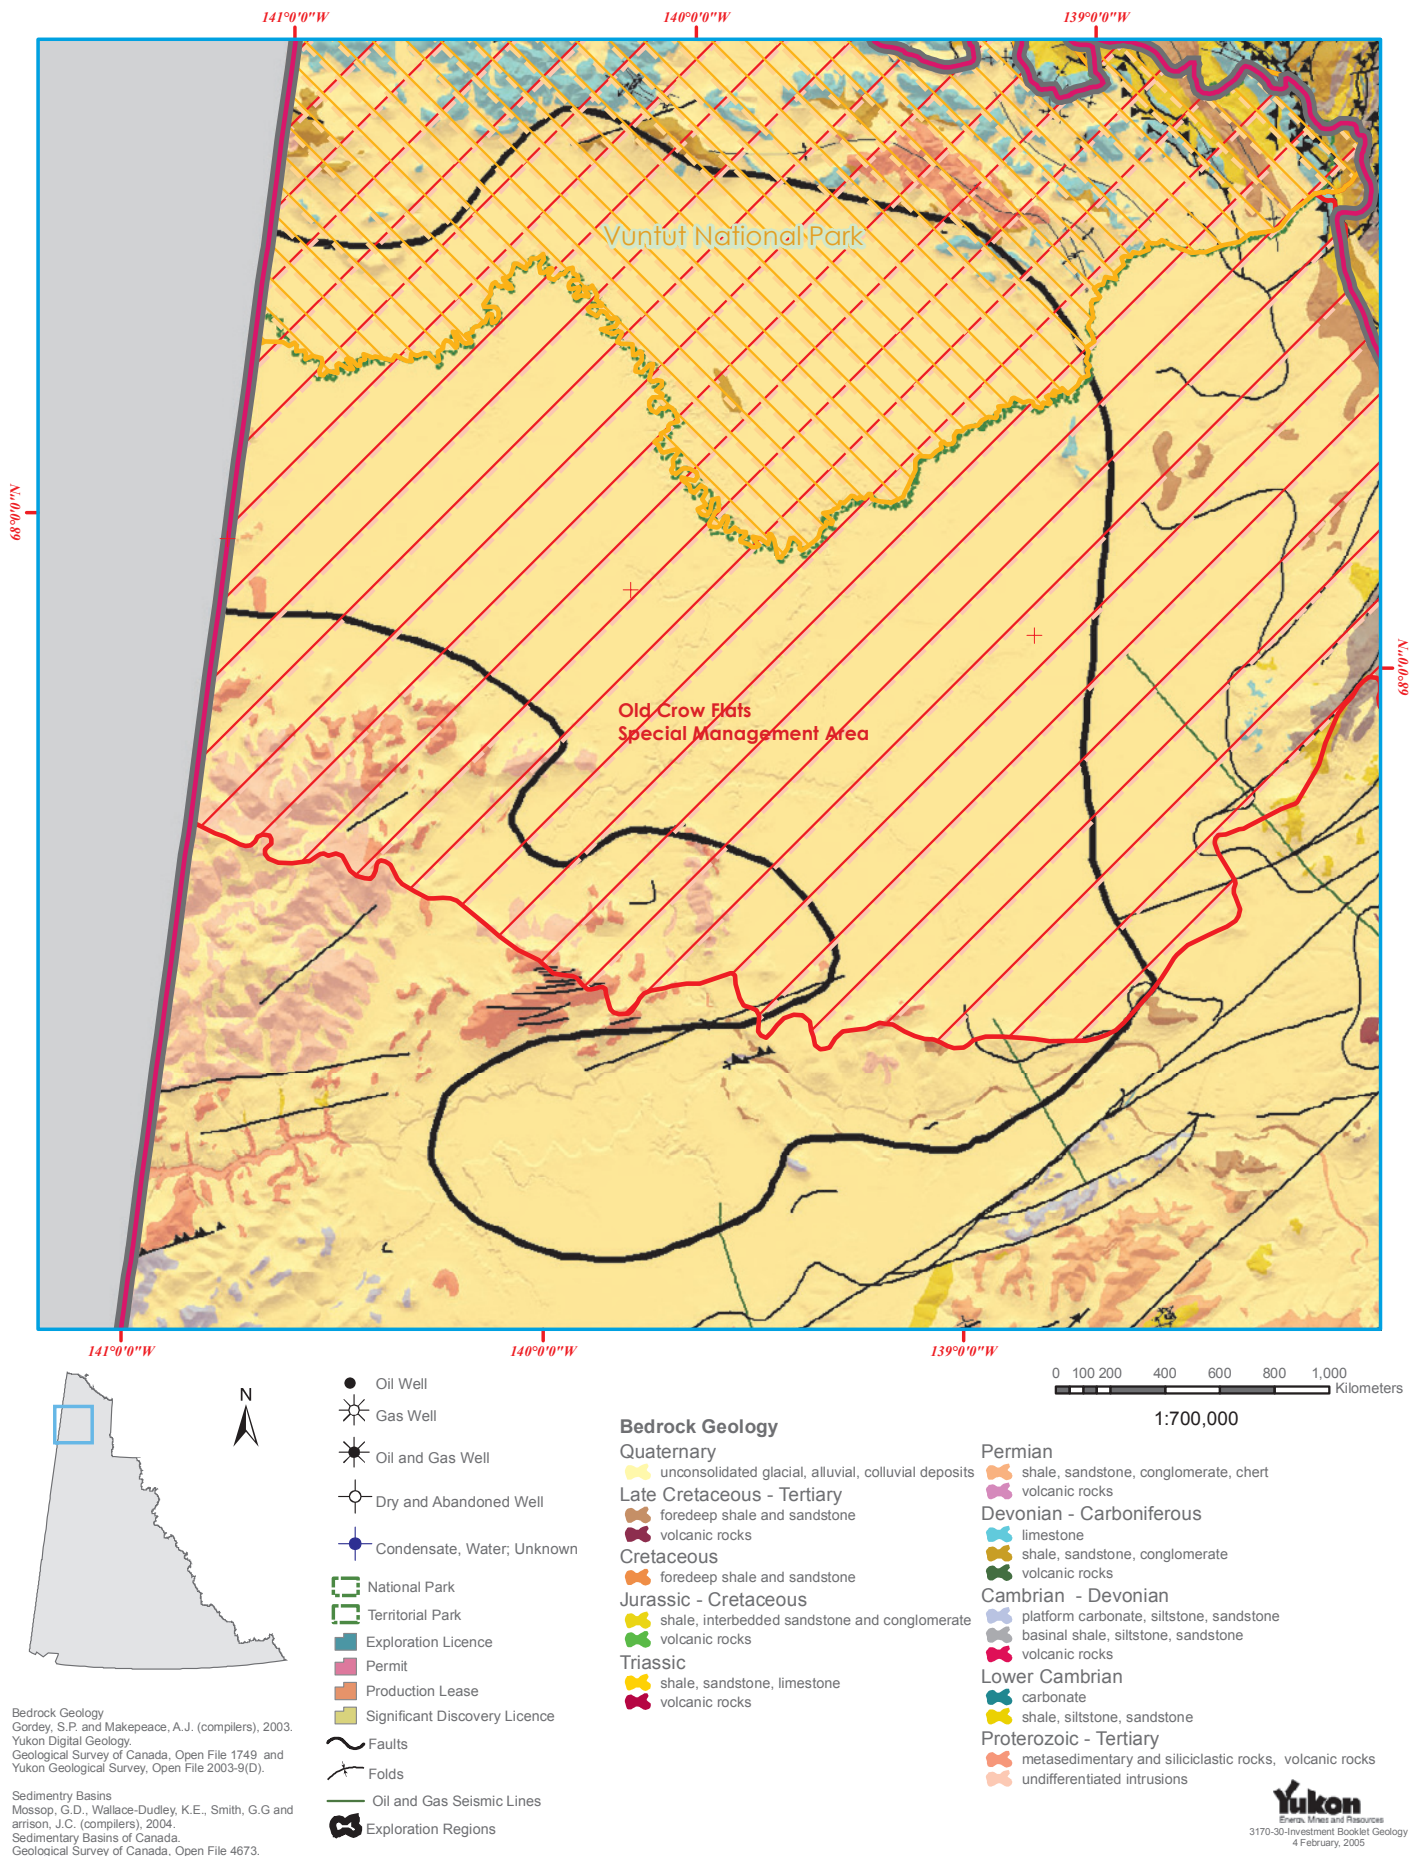 141°0'0"W
140°0'0"W
139°0'0"W
68°0'0"N
68°0'0"N
Vuntut National Park
Old Crow Flats
Special Management Area
141°0'0"W
140°0'0"W
139°0'0"W
N
Oil Well
Gas Well
Oil and Gas Well
Dry and Abandoned Well
Condensate, Water; Unknown
National Park
Territorial Park
Exploration Licence
Permit
Production Lease
Significant Discovery Licence
Faults
Folds
Oil and Gas Seismic Lines
Exploration Regions
Bedrock Geology
Gordey, S.P. and Makepeace, A.J. (compilers), 2003.
Yukon Digital Geology.
Geological Survey of Canada, Open File 1749 and
Yukon Geological Survey, Open File 2003-9(D).
Sedimentry Basins
Mossop, G.D., Wallace-Dudley, K.E., Smith, G.G and
arrison, J.C. (compilers), 2004.
Sedimentary Basins of Canada.
Geological Survey of Canada, Open File 4673.
Bedrock Geology
Quaternary
unconsolidated glacial, alluvial, colluvial deposits
Late Cretaceous - Tertiary
foredeep shale and sandstone
volcanic rocks
Cretaceous
foredeep shale and sandstone
Jurassic - Cretaceous
shale, interbedded sandstone and conglomerate
volcanic rocks
Triassic
shale, sandstone, limestone
volcanic rocks
0 100 200 400 600 800 1,000
Kilometers
1:700,000
Permian
shale, sandstone, conglomerate, chert
volcanic rocks
Devonian - Carboniferous
limestone
shale, sandstone, conglomerate
volcanic rocks
Cambrian - Devonian
platform carbonate, siltstone, sandstone
basinal shale, siltstone, sandstone
volcanic rocks
Lower Cambrian
carbonate
shale, siltstone, sandstone
Proterozoic - Tertiary
metasedimentary and siliciclastic rocks, volcanic rocks
undifferentiated intrusions
Yukon
Energy, Mines and Resources
3170-30-Investment Booklet Geology
4 February, 2005